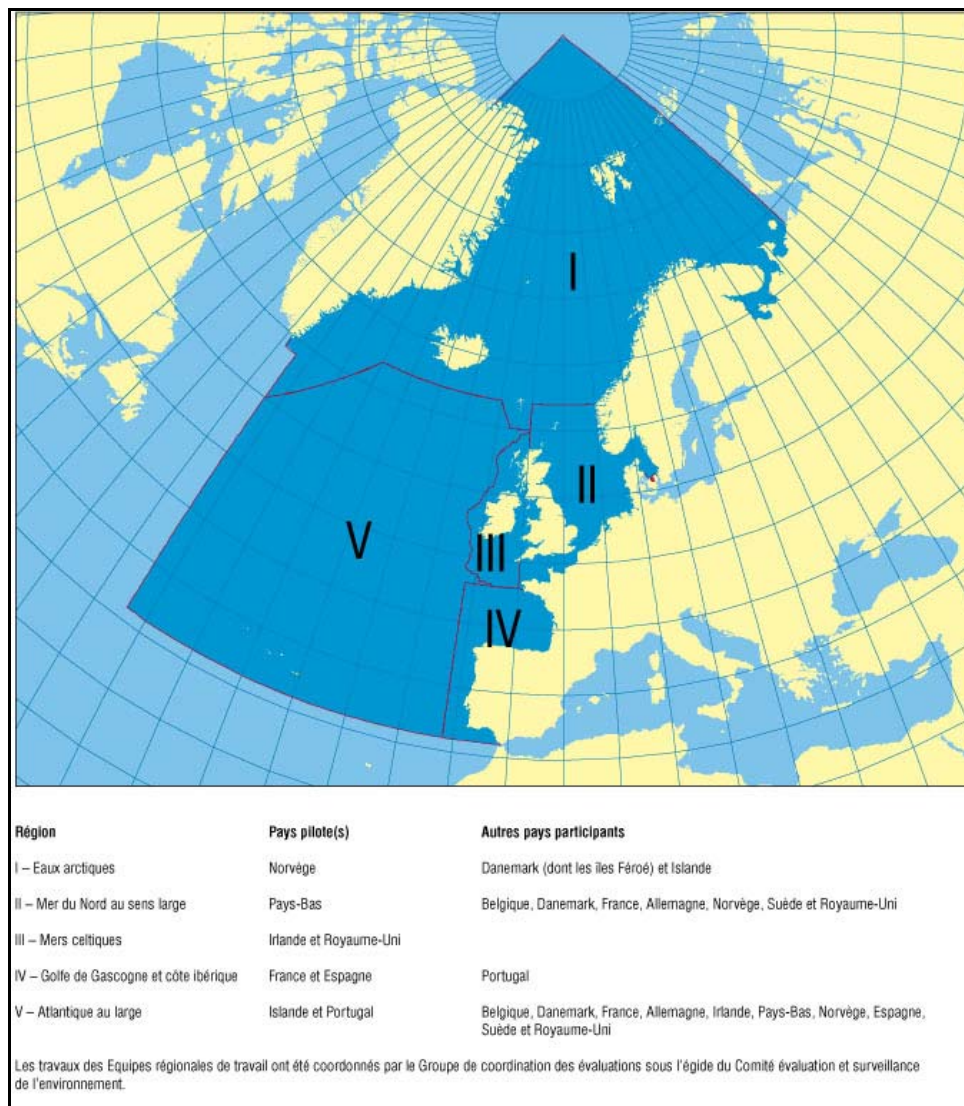 I
II
V
III
IV
Région Pays pilote(s) Autres pays participants
I – Eaux arctiques Norvège Danemark (dont les îles Féroé) et Islande
II – Mer du Nord au sens large Pays-Bas Belgique, Danemark, France, Allemagne, Norvège, Suède et Royaume-Uni
III – Mers celtiques Irlande et Royaume-Uni
IV – Golfe de Gascogne et côte ibérique France et Espagne Portugal
V – Atlantique au large Islande et Portugal Belgique, Danemark, France, Allemagne, Irlande, Pays-Bas, Norvège, Espagne,
Suède et Royaume-Uni
Les travaux des Equipes régionales de travail ont été coordonnés par le Groupe de coordination des évaluations sous l'égide du Comité évaluation et surveillance
de l'environnement.